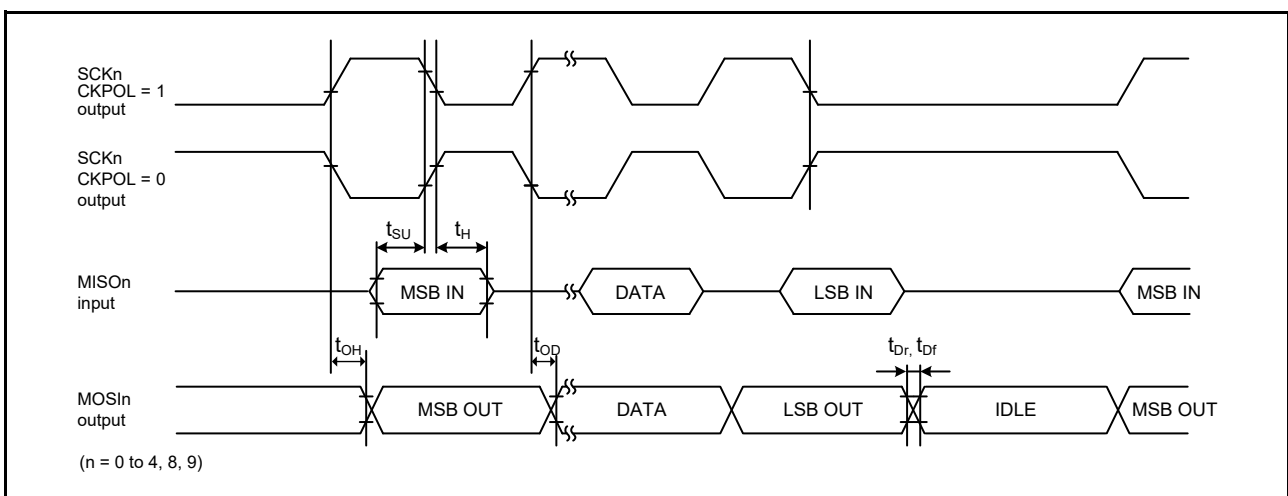 SCKn
CKPOL = 1
output
SCKn
CKPOL = 0
output
tSU
tH
MISOn
input
MSB IN
DATA
LSB IN
MSB IN
tOH
tOD
tDr, tDf
MOSIn
output
MSB OUT
DATA
LSB OUT
IDLE
MSB OUT
(n = 0 to 4, 8, 9)